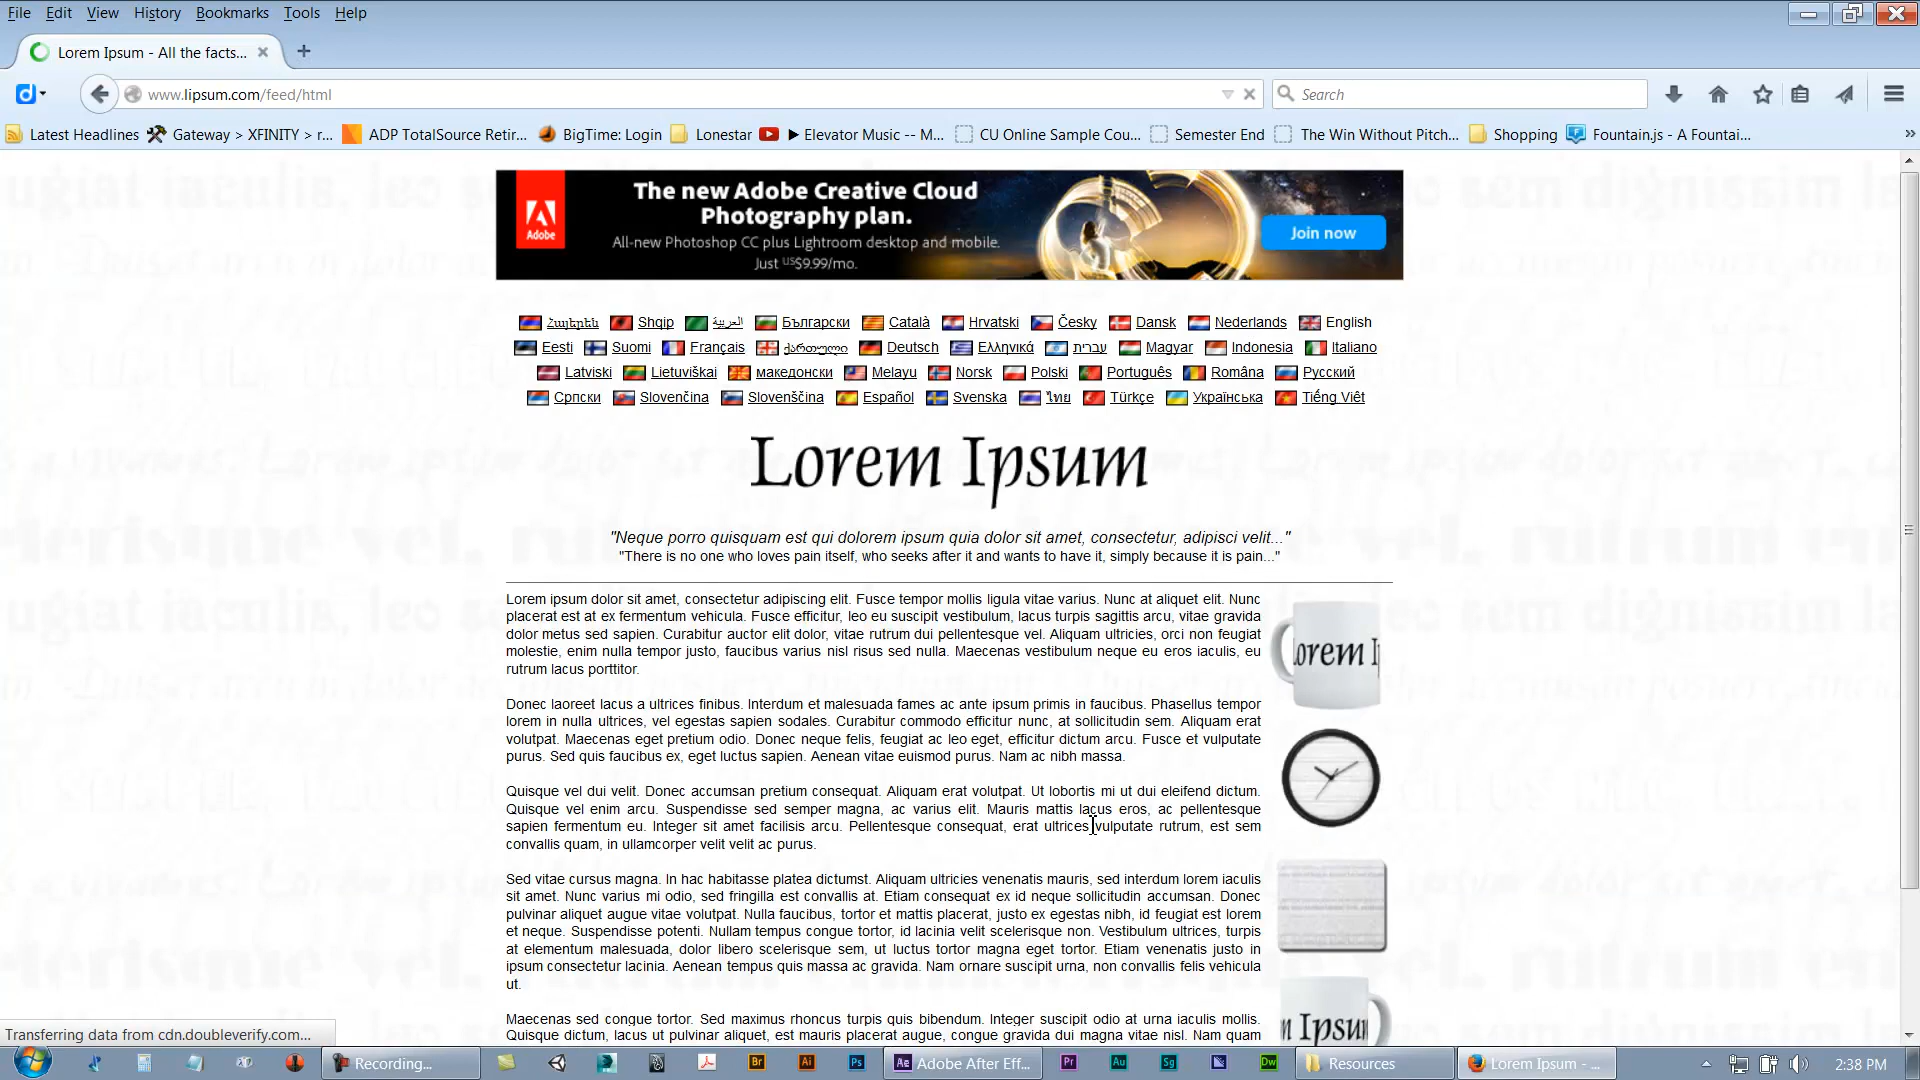 File Edit View History Bookmarks Tools Help
Lorem Ipsum - All the facts...
www.lipsum.com/feed/html
Search
Latest Headlines Gateway > XFINITY > r... ADP TotalSource Retir... BigTime: Login Lonestar ▶ Elevator Music -- M... CU Online Sample Cou... Semester End The Win Without Pitch... Shopping Fountain.js - A Fountai...
Adobe
The new Adobe Creative Cloud
Photography plan.
All-new Photoshop CC plus Lightroom desktop and mobile.
Just US$9.99/mo.
Join now
Հայերեն Shqip العربية Български Català Hrvatski Česky Dansk Nederlands English
Eesti Suomi Français ქართული Deutsch Ελληνικά עברית Magyar Indonesia Italiano
Latviski Lietuviškai македонски Melayu Norsk Polski Português Româna Русский
Српски Slovenčina Slovenščina Español Svenska ไทย Türkçe Українська Tiếng Việt
Lorem Ipsum
"Neque porro quisquam est qui dolorem ipsum quia dolor sit amet, consectetur, adipisci velit..."
"There is no one who loves pain itself, who seeks after it and wants to have it, simply because it is pain..."
Lorem ipsum dolor sit amet, consectetur adipiscing elit. Fusce tempor mollis ligula vitae varius. Nunc at aliquet elit. Nunc
placerat est at ex fermentum vehicula. Fusce efficitur, leo eu suscipit vestibulum, lacus turpis sagittis arcu, vitae gravida
dolor metus sed sapien. Curabitur auctor elit dolor, vitae rutrum dui pellentesque vel. Aliquam ultricies, orci non feugiat
molestie, enim nulla tempor justo, faucibus varius nisl risus sed nulla. Maecenas vestibulum neque eu eros iaculis, eu
rutrum lacus porttitor.
Donec laoreet lacus a ultrices finibus. Interdum et malesuada fames ac ante ipsum primis in faucibus. Phasellus tempor
lorem in nulla ultrices, vel egestas sapien sodales. Curabitur commodo efficitur nunc, at sollicitudin sem. Aliquam erat
volutpat. Maecenas eget pretium odio. Donec neque felis, feugiat ac leo eget, efficitur dictum arcu. Fusce et vulputate
purus. Sed quis faucibus ex, eget luctus sapien. Aenean vitae euismod purus. Nam ac nibh massa.
Quisque vel dui velit. Donec accumsan pretium consequat. Aliquam erat volutpat. Ut lobortis mi ut dui eleifend dictum.
Quisque vel enim arcu. Suspendisse sed semper magna, ac varius elit. Mauris mattis lacus eros, ac pellentesque
sapien fermentum eu. Integer sit amet facilisis arcu. Pellentesque consequat, erat ultrices vulputate rutrum, est sem
convallis quam, in ullamcorper velit velit ac purus.
Sed vitae cursus magna. In hac habitasse platea dictumst. Aliquam ultricies venenatis mauris, sed interdum lorem iaculis
sit amet. Nunc varius mi odio, sed fringilla est convallis at. Etiam consequat ex id neque sollicitudin accumsan. Donec
pulvinar aliquet augue vitae volutpat. Nulla faucibus, tortor et mattis placerat, justo ex egestas nibh, id feugiat est lorem
et neque. Suspendisse potenti. Nullam tempus congue tortor, id lacinia velit scelerisque non. Vestibulum ultrices, turpis
at elementum malesuada, dolor libero scelerisque sem, ut luctus tortor magna eget tortor. Etiam venenatis justo in
ipsum consectetur lacinia. Aenean tempus quis massa ac gravida. Nam ornare suscipit urna, non convallis felis vehicula
ut.
Maecenas sed congue tortor. Sed maximus rhoncus turpis quis bibendum. Integer suscipit odio at urna iaculis mollis.
Quisque dictum, lacus ut pulvinar aliquet, est mauris placerat augue, congue gravida dui magna vitae nisl. Nam quam
orem I
n Ipsun
Transferring data from cdn.doubleverify.com...
Recording... Br Ai Ps Ae Adobe After Eff... Pr Au Sg Dw Resources Lorem Ipsum - ... 2:38 PM